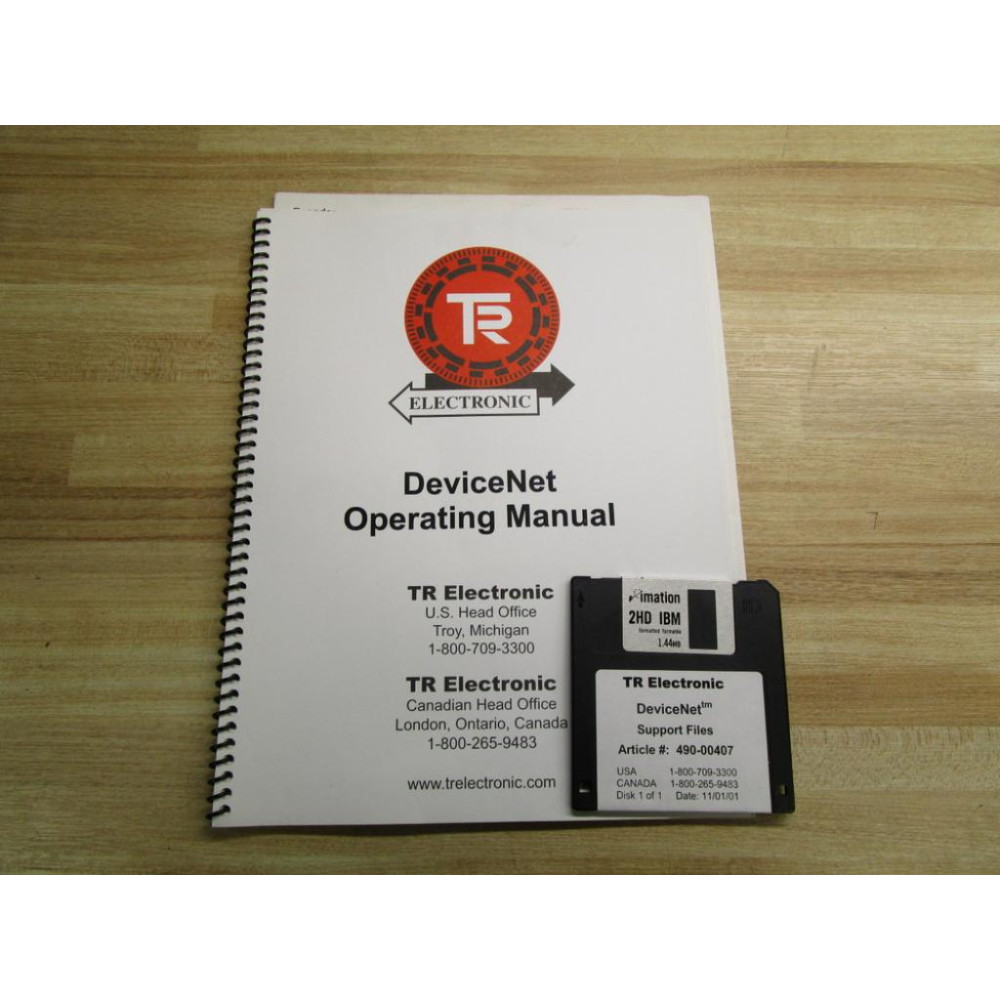 TR
ELECTRONIC
DeviceNet
Operating Manual
TR Electronic
U.S. Head Office
Troy, Michigan
1-800-709-3300
TR Electronic
Canadian Head Office
London, Ontario, Canada
1-800-265-9483
www.trelectronic.com
imation
2HD IBM
formatted formatée
1.44MB
TR Electronic
DeviceNet™
Support Files
Article #: 490-00407
USA 1-800-709-3300
CANADA 1-800-265-9483
Disk 1 of 1 Date: 11/01/01